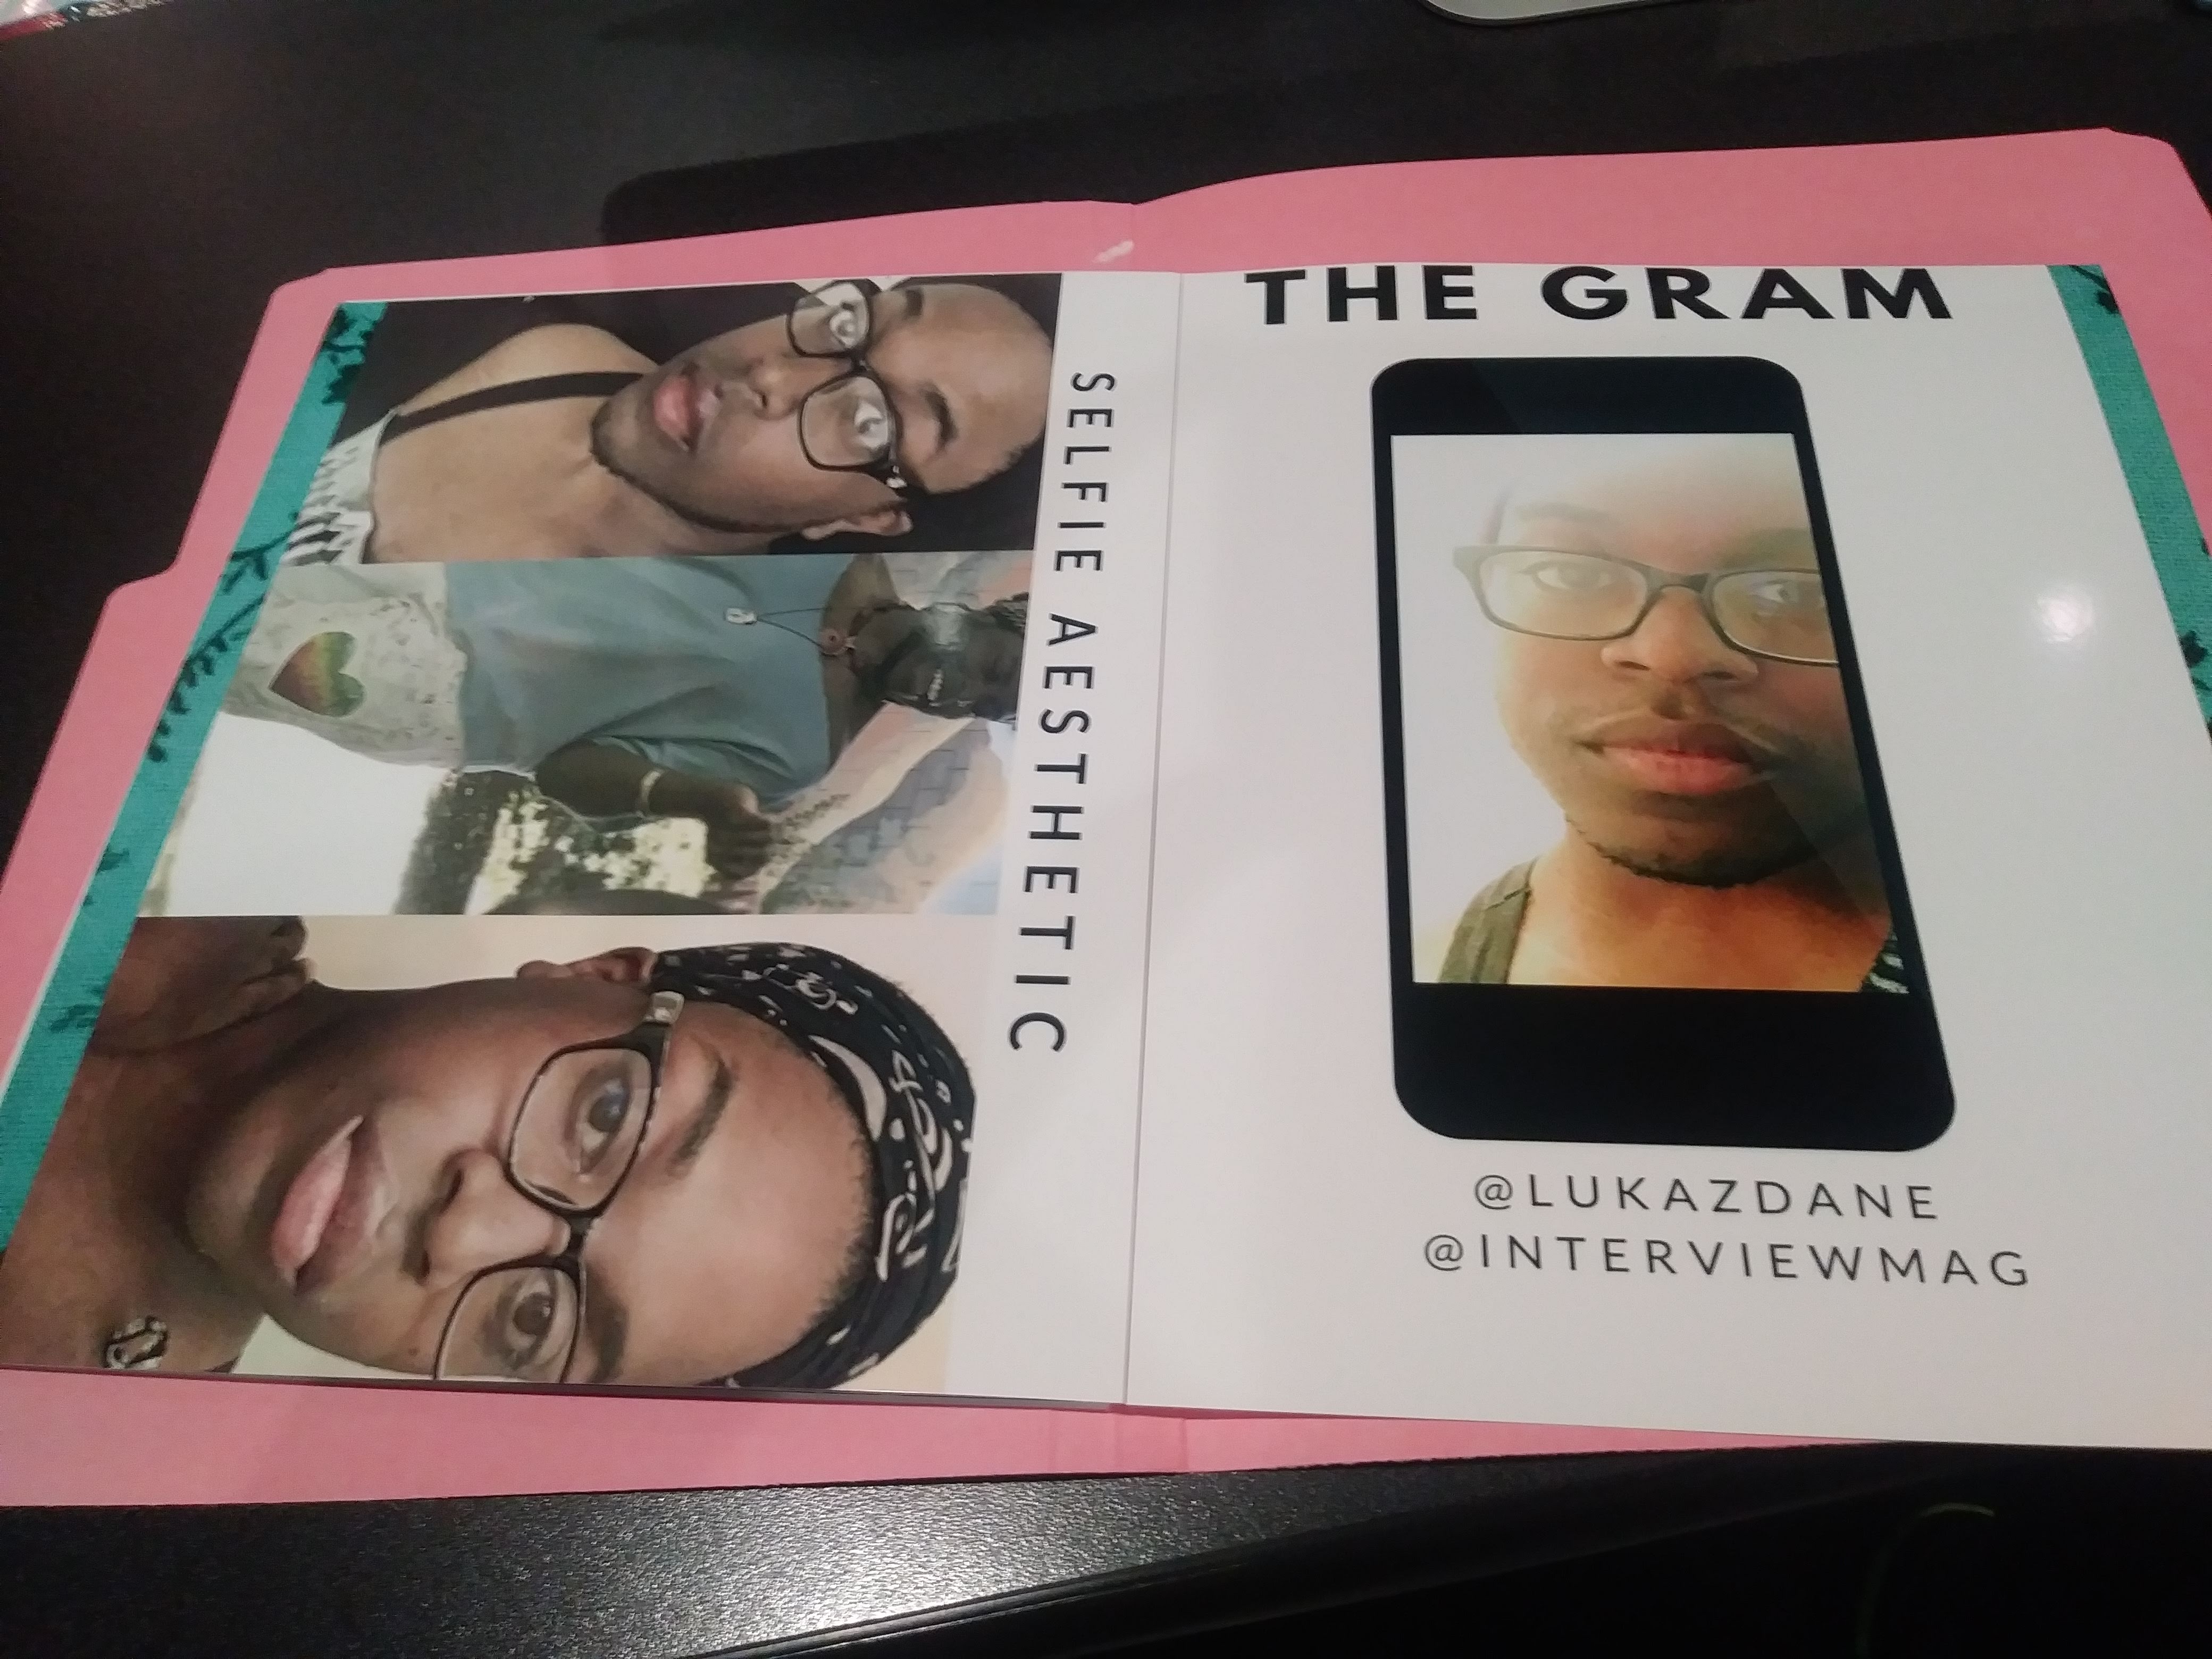 SELFIE AESTHETIC
THE GRAM
@LUKAZDANE
@INTERVIEWMAG